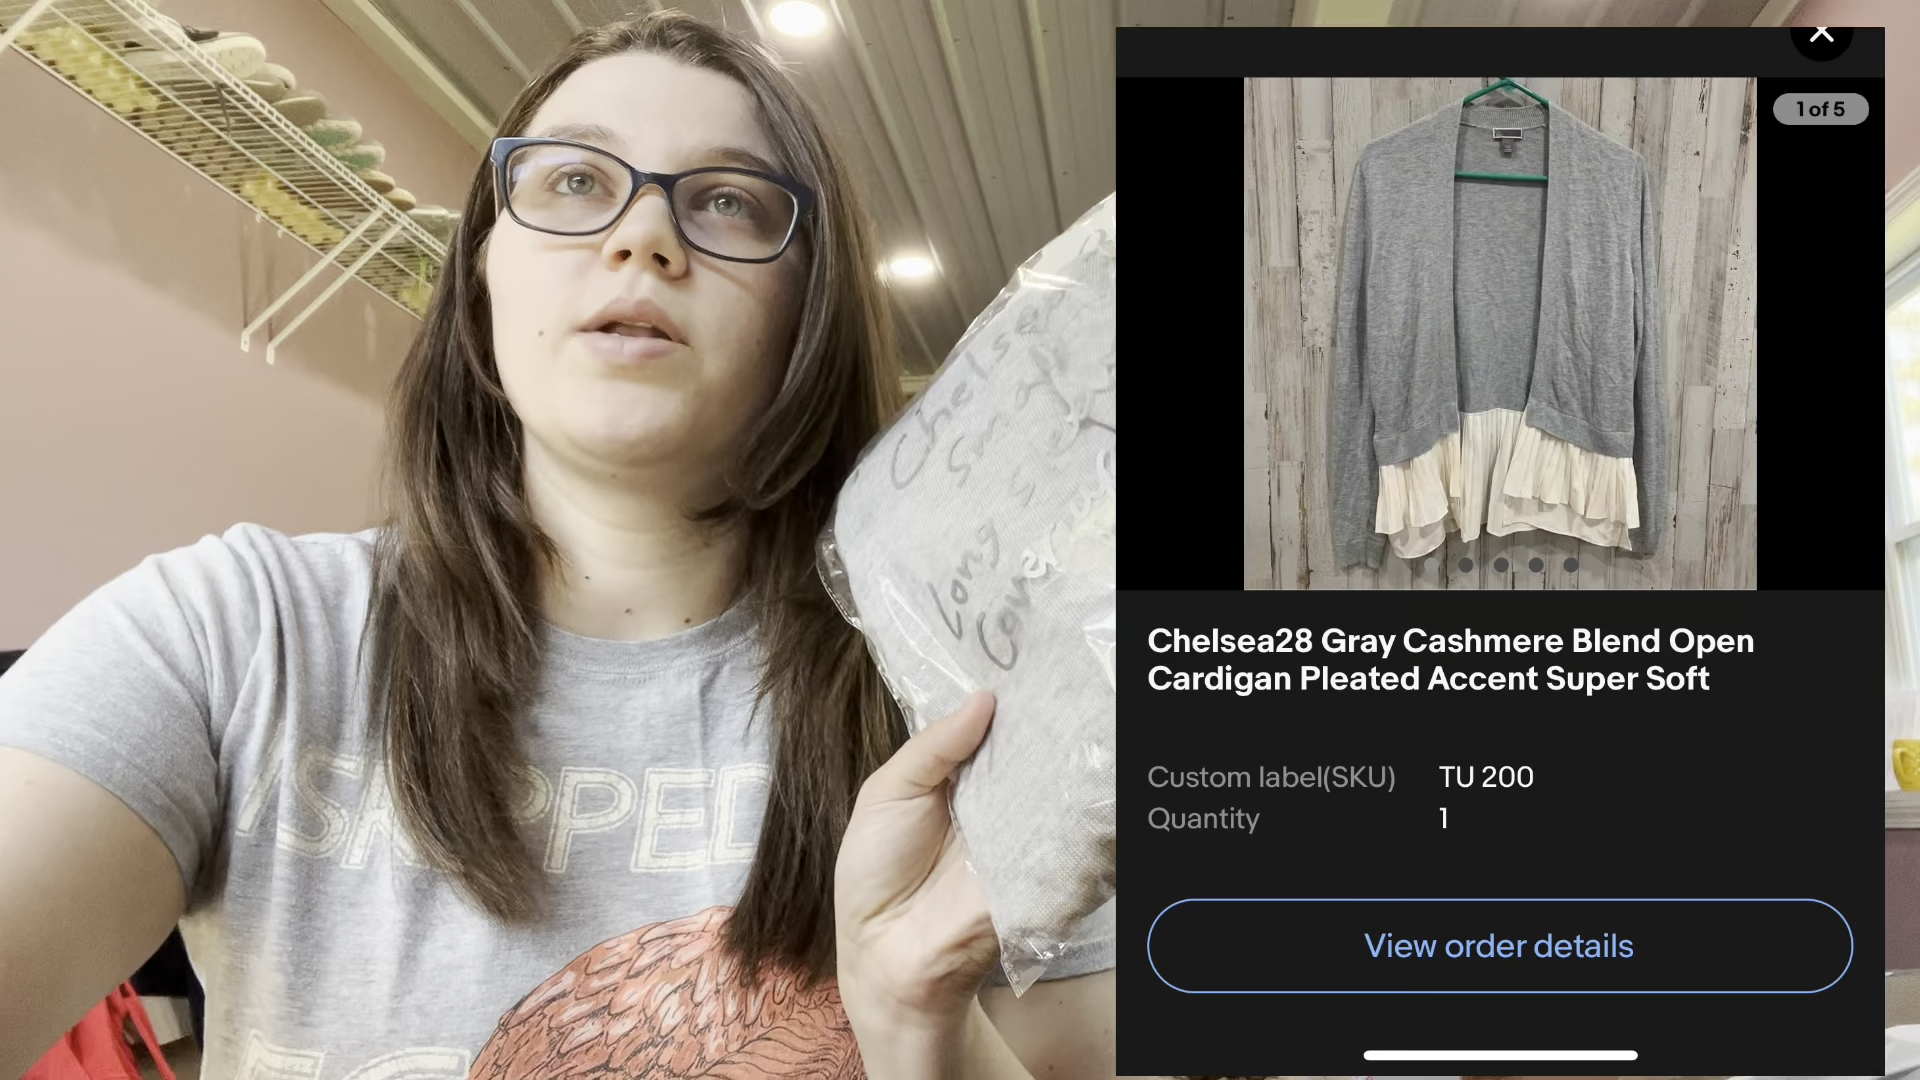 1 of 5
Chelsea28 Gray Cashmere Blend Open
Cardigan Pleated Accent Super Soft
Custom label(SKU) TU 200
Quantity 1
View order details
Chelsea
Small
Long